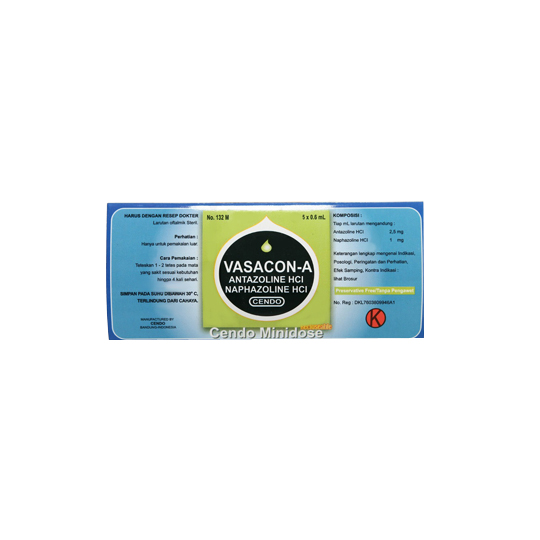 HARUS DENGAN RESEP DOKTER
Larutan oftalmik Steril.
Perhatian :
Hanya untuk pemakaian luar.
Cara Pemakaian :
Teteskan 1 - 2 tetes pada mata
yang sakit sesuai kebutuhan
hingga 4 kali sehari.
SIMPAN PADA SUHU DIBAWAH 30° C,
TERLINDUNG DARI CAHAYA.
MANUFACTURED BY
CENDO
BANDUNG-INDONESIA
No. 132 M
5 x 0.6 mL
VASACON-A
ANTAZOLINE HCl
NAPHAZOLINE HCl
CENDO
Cendo Minidose
KOMPOSISI :
Tiap mL larutan mengandung :
Antazoline HCl 2,5 mg
Naphazoline HCl 1 mg
Keterangan lengkap mengenai Indikasi,
Posologi, Peringatan dan Perhatian,
Efek Samping, Kontra Indikasi :
lihat Brosur
Preservative Free/Tanpa Pengawet
No. Reg :
K